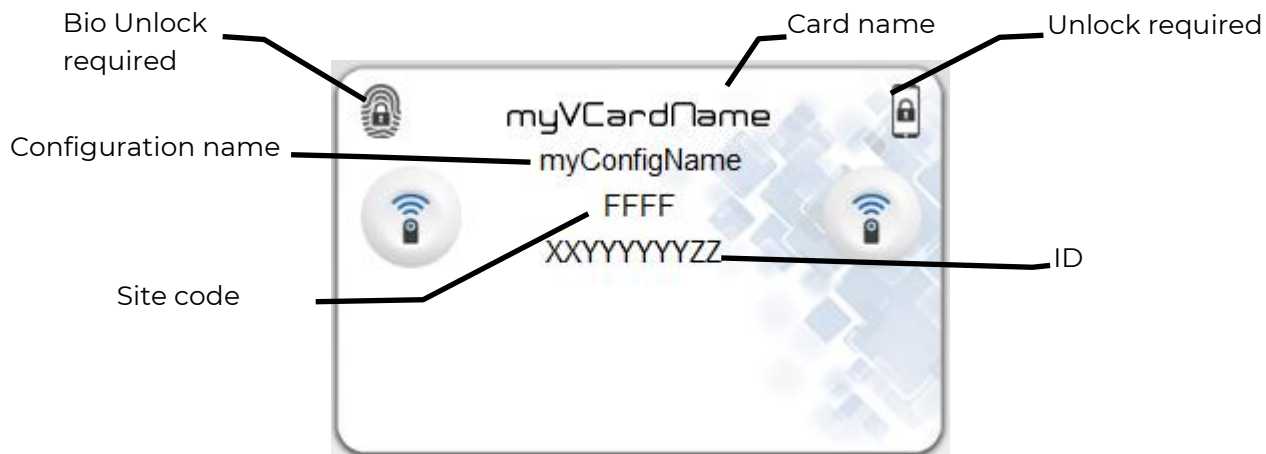 Bio Unlock
required
Card name
Unlock required
myVCardName
Configuration name
myConfigName
FFFF
XXYYYYYYZZ
ID
Site code